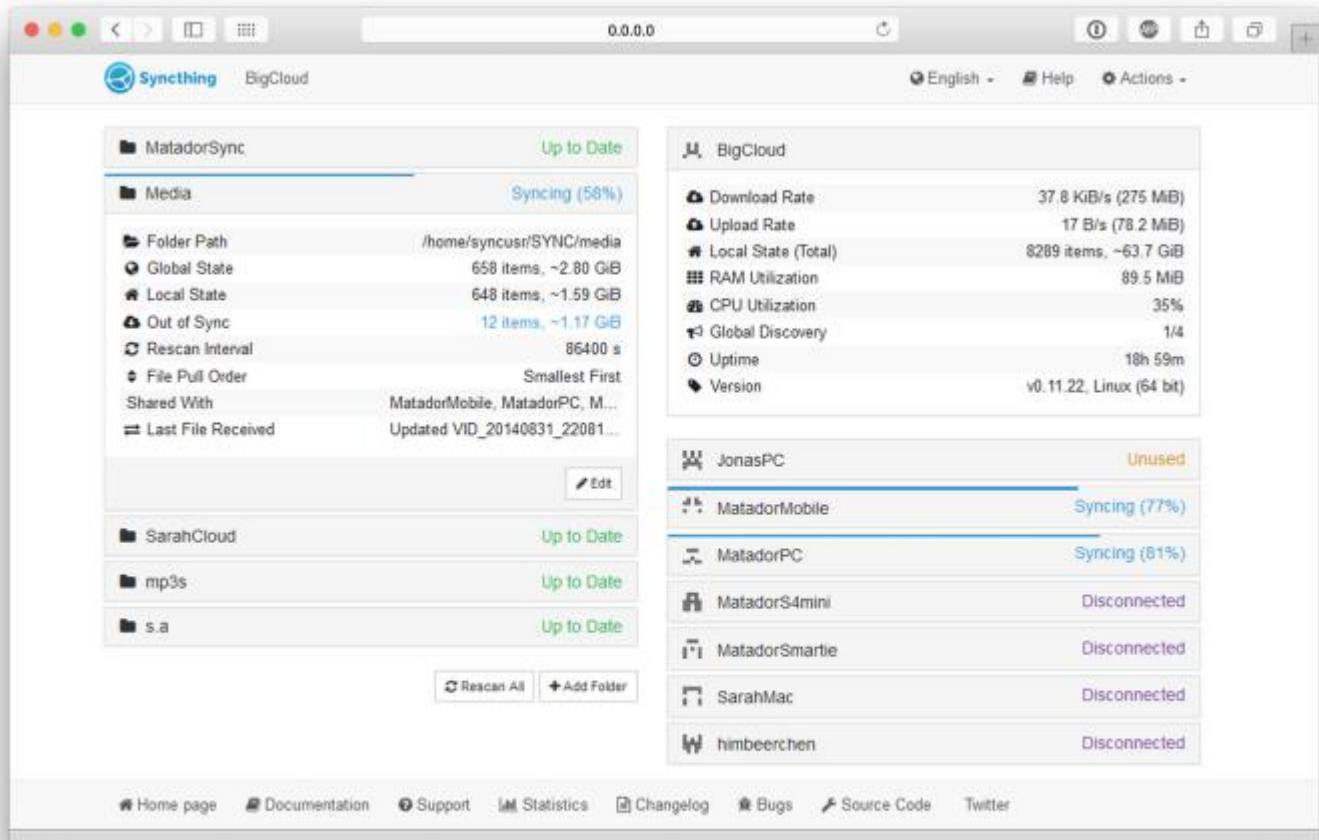 0.0.0.0
Syncthing BigCloud English Help Actions
MatadorSync Up to Date
Media Syncing (58%)
Folder Path /home/syncusr/SYNC/media
Global State 658 items, ~2.80 GiB
Local State 648 items, ~1.59 GiB
Out of Sync 12 items, ~1.17 GiB
Rescan Interval 86400 s
File Pull Order Smallest First
Shared With MatadorMobile, MatadorPC, M...
Last File Received Updated VID_20140831_22081...
Edit
SarahCloud Up to Date
mp3s Up to Date
s.a Up to Date
Rescan All Add Folder
BigCloud
Download Rate 37.8 KiB/s (275 MiB)
Upload Rate 17 B/s (78.2 MiB)
Local State (Total) 8289 items, ~63.7 GiB
RAM Utilization 89.5 MiB
CPU Utilization 35%
Global Discovery 1/4
Uptime 18h 59m
Version v0.11.22, Linux (64 bit)
JonasPC Unused
MatadorMobile Syncing (77%)
MatadorPC Syncing (81%)
MatadorS4mini Disconnected
MatadorSmartie Disconnected
SarahMac Disconnected
himbeerchen Disconnected
Home page Documentation Support Statistics Changelog Bugs Source Code Twitter